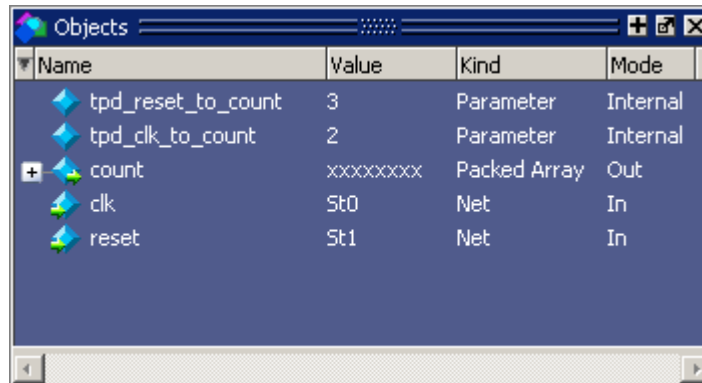 Objects
Name Value Kind Mode
tpd_reset_to_count 3 Parameter Internal
tpd_clk_to_count 2 Parameter Internal
count xxxxxxxx Packed Array Out
clk St0 Net In
reset St1 Net In